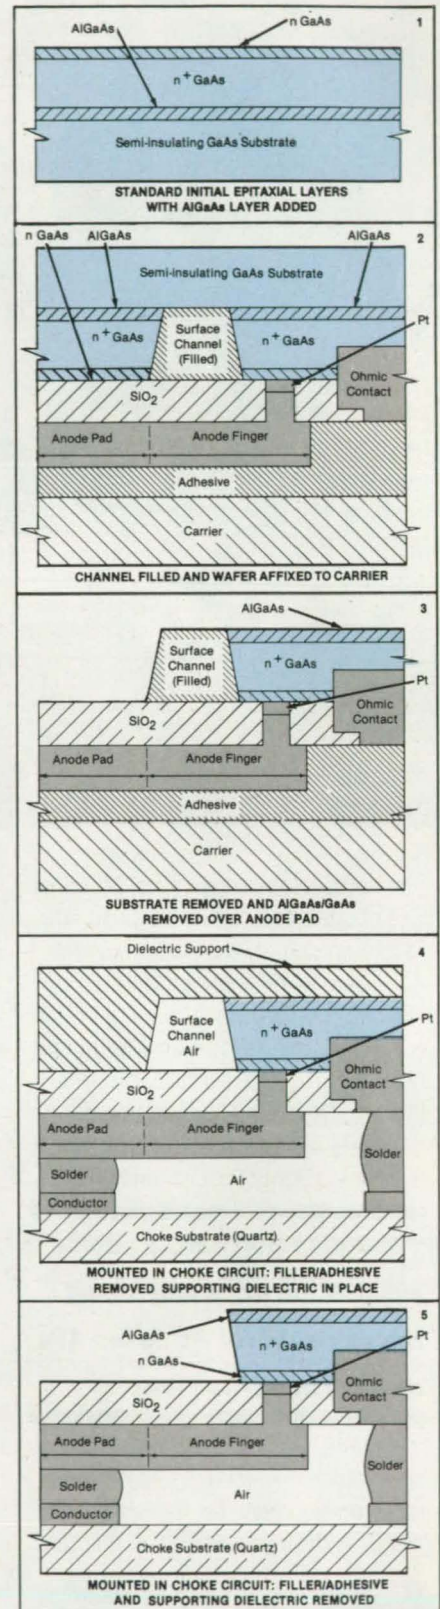 1
n GaAs
AlGaAs
n+ GaAs
Semi-insulating GaAs Substrate
STANDARD INITIAL EPITAXIAL LAYERS
WITH AlGaAs LAYER ADDED
n GaAs AlGaAs AlGaAs 2
Semi-insulating GaAs Substrate
Pt
n+ GaAs
Surface
Channel
(Filled)
n+ GaAs
Ohmic
Contact
SiO2
Anode Pad Anode Finger
Adhesive
Carrier
CHANNEL FILLED AND WAFER AFFIXED TO CARRIER
AlGaAs 3
Surface
Channel
(Filled)
n+ GaAs
Pt
Ohmic
Contact
SiO2
Anode Pad Anode Finger
Adhesive
Carrier
SUBSTRATE REMOVED AND AlGaAs/GaAs
REMOVED OVER ANODE PAD
Dielectric Support 4
Surface
Channel
Air
n+ GaAs
Pt
Ohmic
Contact
SiO2
Anode Pad Anode Finger
Solder
Air
Solder
Conductor
Choke Substrate (Quartz)
MOUNTED IN CHOKE CIRCUIT: FILLER/ADHESIVE
REMOVED SUPPORTING DIELECTRIC IN PLACE
5
AlGaAs
n+ GaAs
Pt
n GaAs
Ohmic
Contact
SiO2
Anode Pad Anode Finger
Solder
Solder
Air
Conductor
Choke Substrate (Quartz)
MOUNTED IN CHOKE CIRCUIT: FILLER/ADHESIVE
AND SUPPORTING DIELECTRIC REMOVED